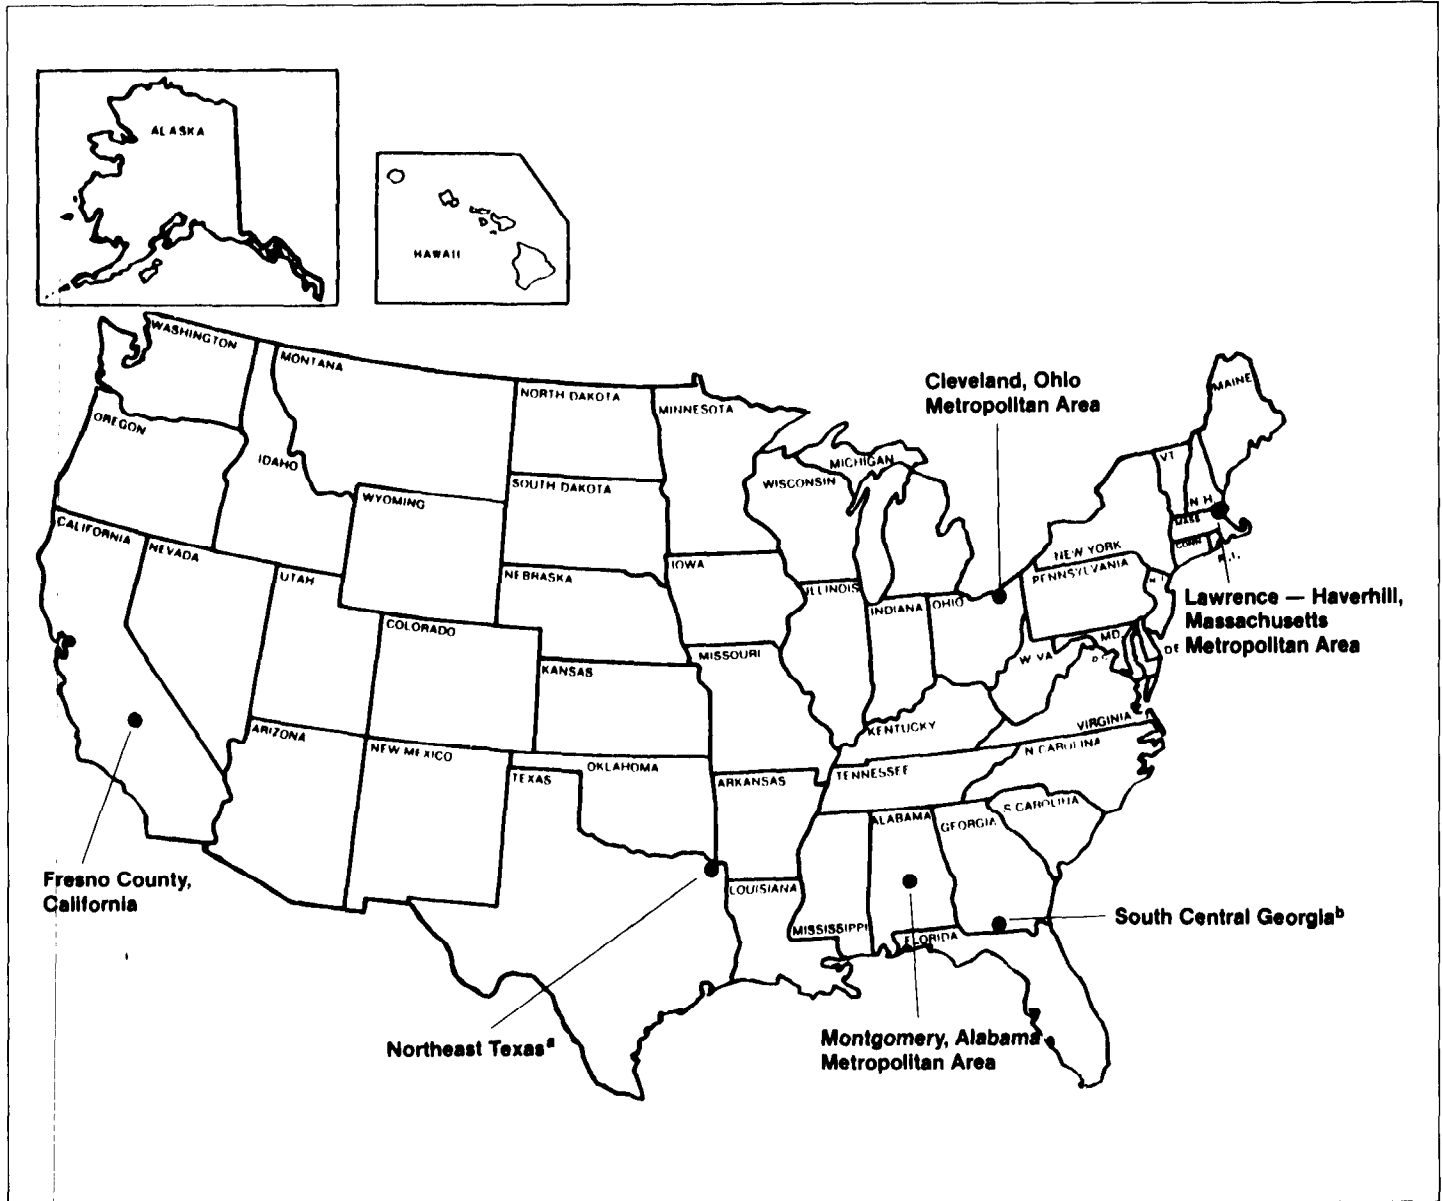 ALASKA
HAWAII
WASHINGTON
MONTANA
NORTH DAKOTA
MINNESOTA
Cleveland, Ohio
Metropolitan Area
MAINE
OREGON
IDAHO
WYOMING
SOUTH DAKOTA
WISCONSIN
MICHIGAN
VT
N.H.
MASS
CONN
R.I.
NEW YORK
CALIFORNIA
NEVADA
UTAH
NEBRASKA
IOWA
ILLINOIS
INDIANA
OHIO
PENNSYLVANIA
Lawrence — Haverhill,
Massachusetts
Metropolitan Area
COLORADO
KANSAS
MISSOURI
W VA
MD
DE
VIRGINIA
KENTUCKY
ARIZONA
NEW MEXICO
TEXAS
OKLAHOMA
ARKANSAS
TENNESSEE
N CAROLINA
S CAROLINA
ALABAMA
GEORGIA
Fresno County,
California
LOUISIANA
MISSISSIPPI
FLORIDA
South Central Georgiab
Northeast Texasa
Montgomery, Alabama
Metropolitan Area